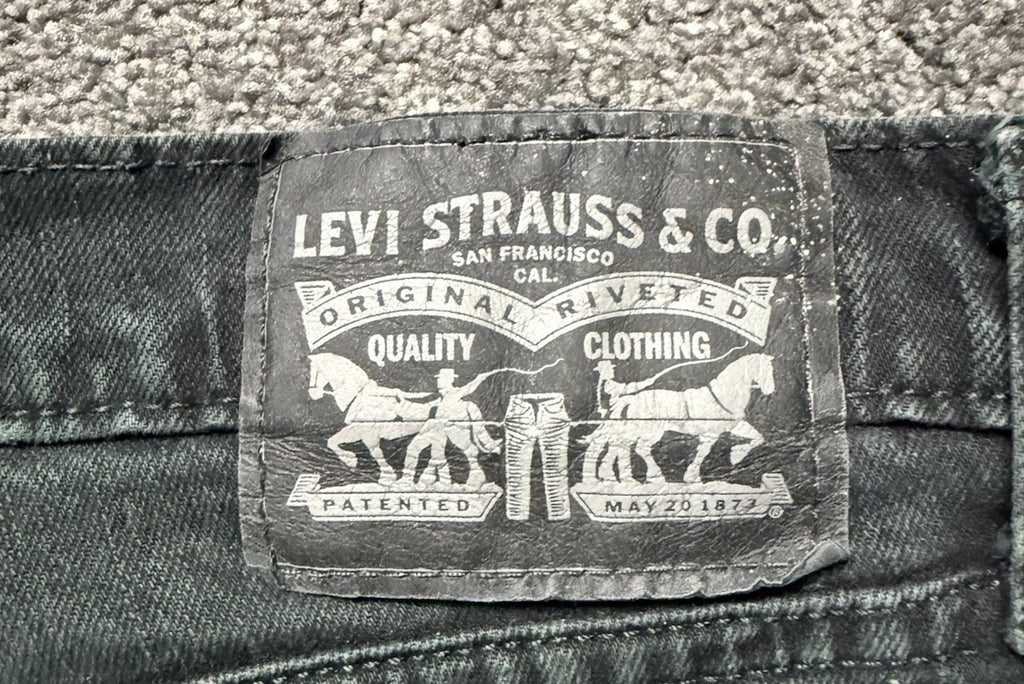 LEVI STRAUSS & CO.
SAN FRANCISCO
CAL.
ORIGINAL RIVETED
QUALITY CLOTHING
PATENTED MAY 20 1873 ®